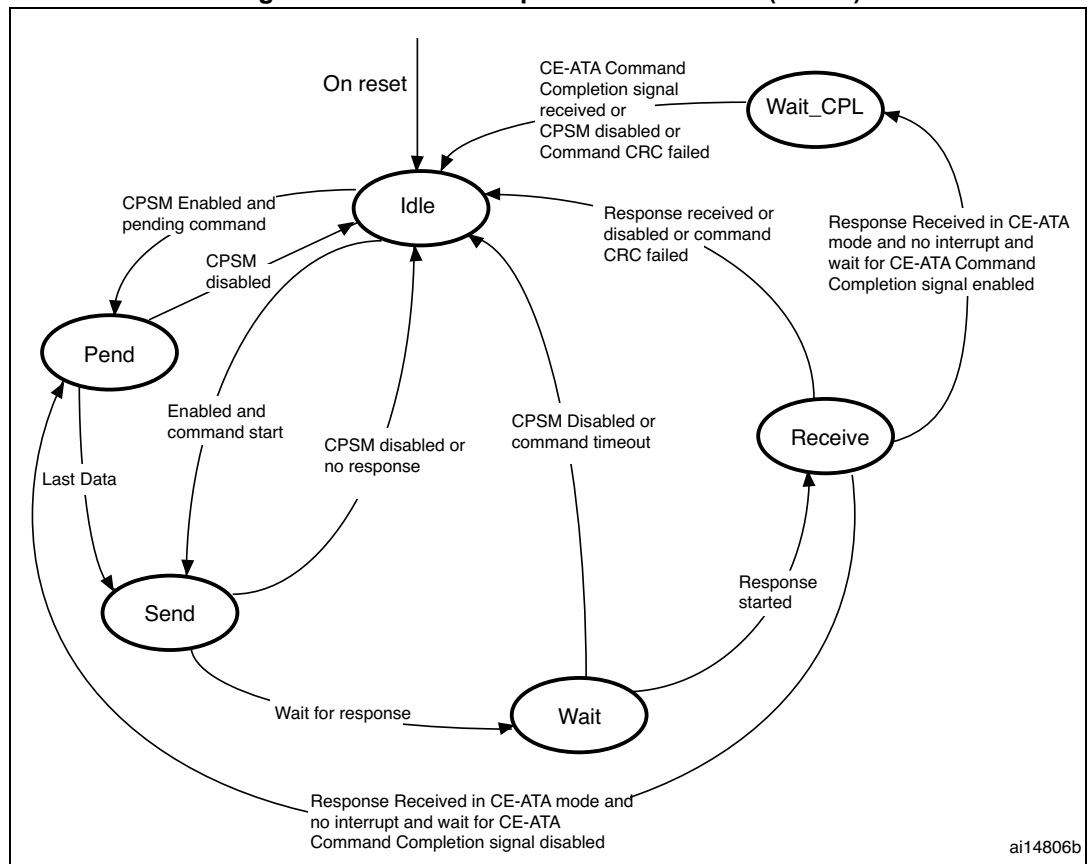 On reset
CE-ATA Command
Completion signal
received or
CPSM disabled or
Command CRC failed
Wait_CPL
Idle
CPSM Enabled and
pending command
CPSM
disabled
Response received or
disabled or command
CRC failed
Response Received in CE-ATA
mode and no interrupt and
wait for CE-ATA Command
Completion signal enabled
Pend
Enabled and
command start
CPSM disabled or
no response
CPSM Disabled or
command timeout
Receive
Last Data
Response
started
Send
Wait for response
Wait
Response Received in CE-ATA mode and
no interrupt and wait for CE-ATA
Command Completion signal disabled
ai14806b